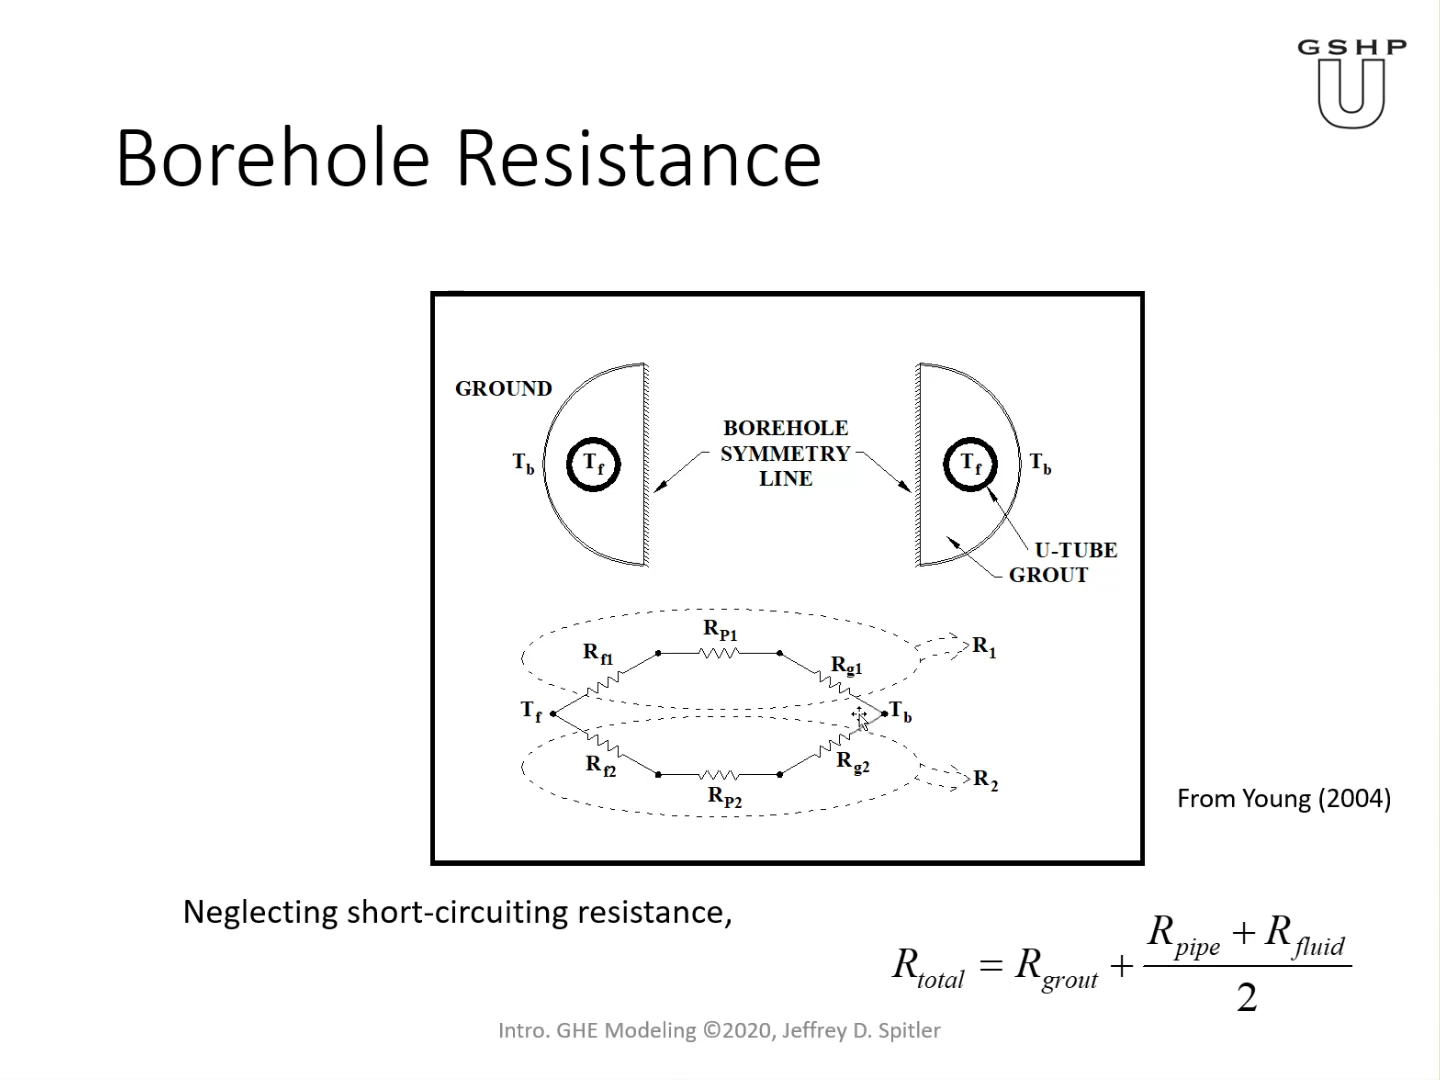 GSHP
U
Borehole Resistance
GROUND
BOREHOLE
SYMMETRY
LINE
T_b
T_f
T_f
T_b
U-TUBE
GROUT
R_P1
R_f1
R_g1
R_1
T_f
T_b
R_f2
R_g2
R_P2
R_2
From Young (2004)
Neglecting short-circuiting resistance,
R_total = R_grout + (R_pipe + R_fluid) / 2
Intro. GHE Modeling ©2020, Jeffrey D. Spitler